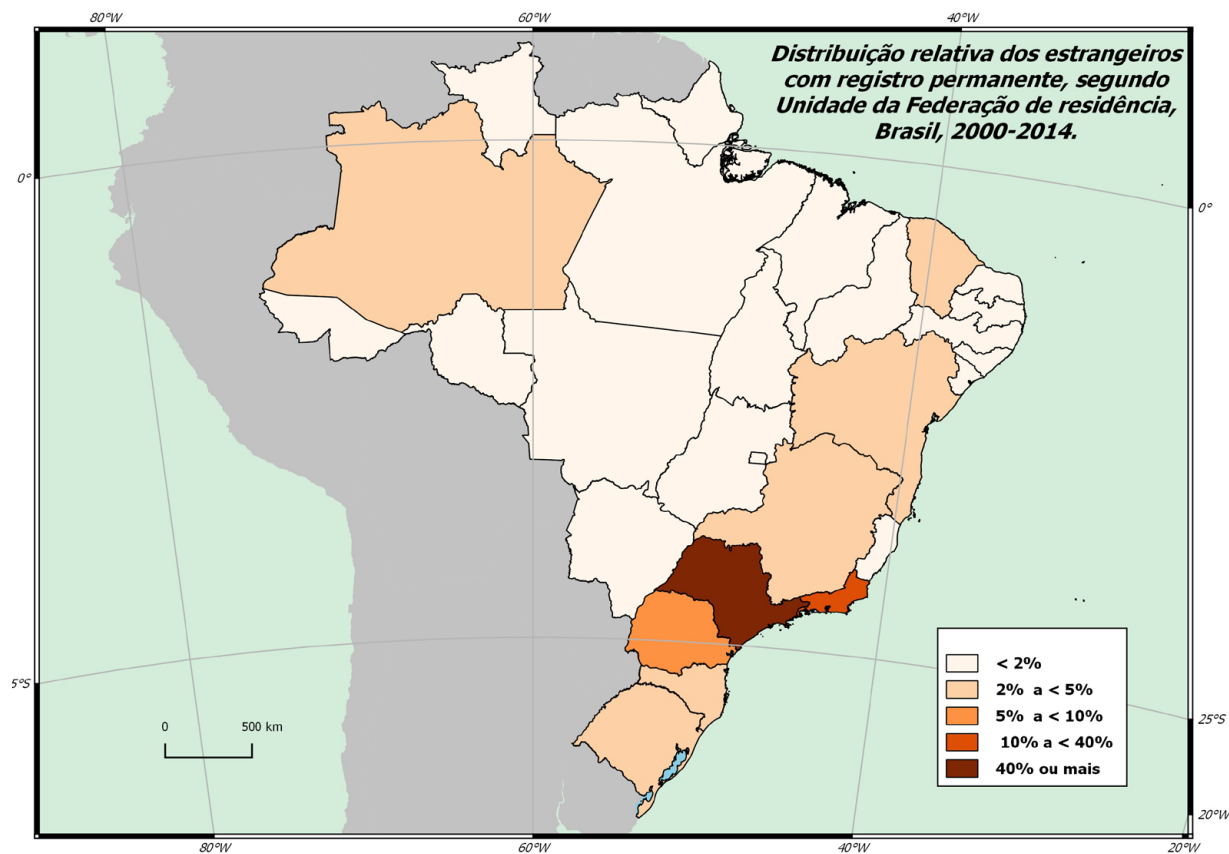 80°W
60°W
40°W
Distribuição relativa dos estrangeiros
com registro permanente, segundo
Unidade da Federação de residência,
Brasil, 2000-2014.
0°
0°
< 2%
2% a < 5%
5% a < 10%
10% a < 40%
40% ou mais
0 500 km
5°S
25°S
20°W
80°W
60°W
40°W
20°W